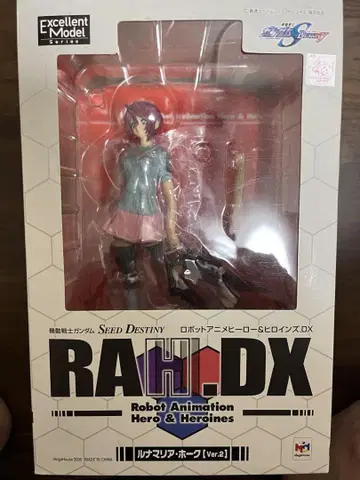 Excellent
Model
Series
機動戦士ガンダム SEED DESTINY
ロボットアニメヒーロー&ヒロインズ.DX
RAHI.DX
Robot Animation
Hero & Heroines
ルナマリア・ホーク【Ver.2】
MegaHouse
MADE IN CHINA